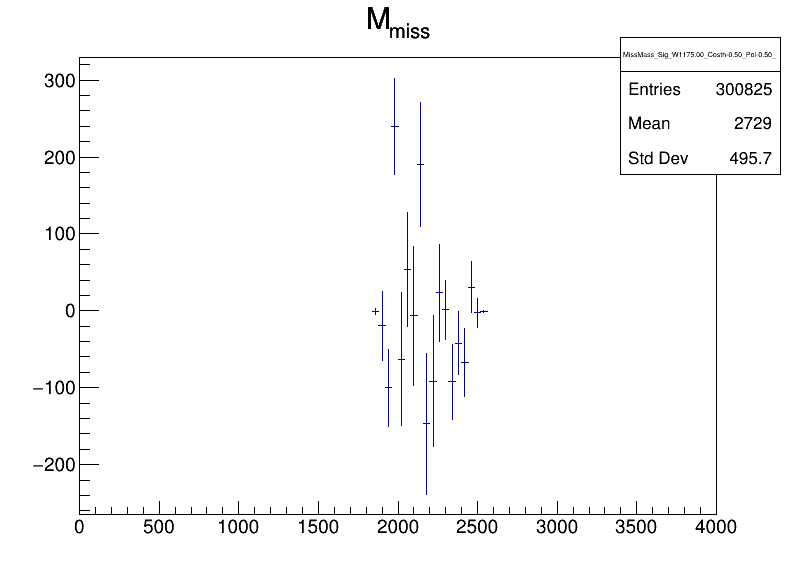 M_miss
MissMass_Sig_W1175.00_Costh-0.50_Pol-0.50_
Entries 300825
Mean 2729
Std Dev 495.7
300
200
100
0
−100
−200
0 500 1000 1500 2000 2500 3000 3500 4000